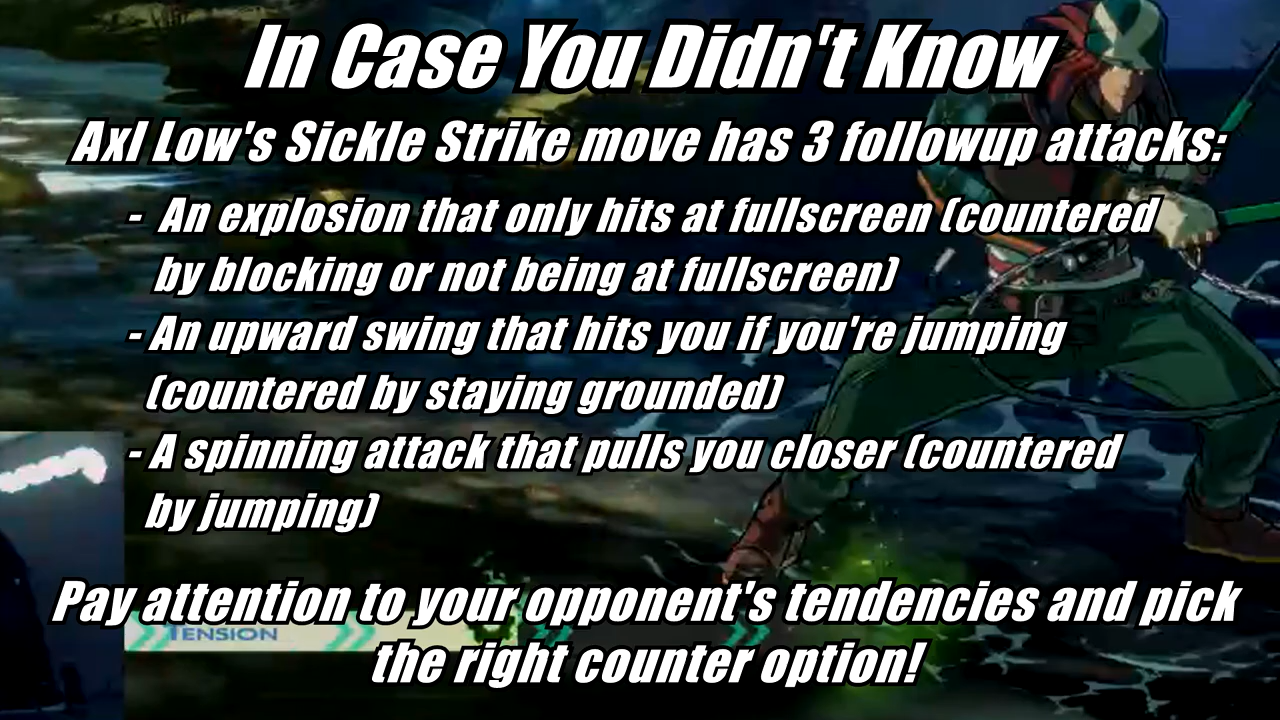 In Case You Didn't Know
Axl Low's Sickle Strike move has 3 followup attacks:
- An explosion that only hits at fullscreen (countered
by blocking or not being at fullscreen)
- An upward swing that hits you if you're jumping
(countered by staying grounded)
- A spinning attack that pulls you closer (countered
by jumping)
Pay attention to your opponent's tendencies and pick
TENSION
the right counter option!